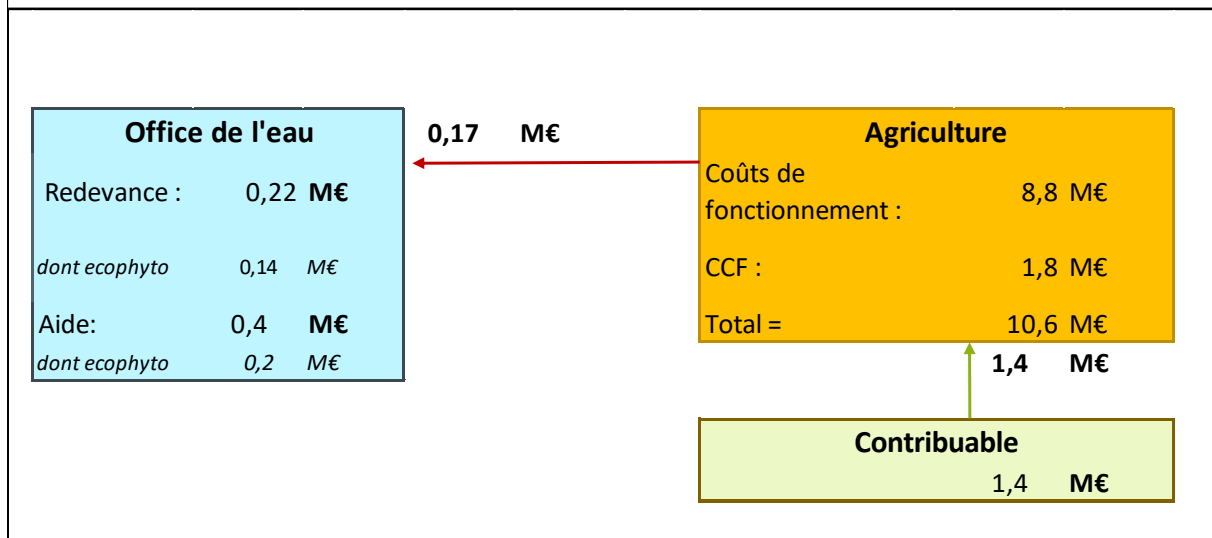 Office de l'eau
Redevance : 0,22 M€
dont ecophyto 0,14 M€
Aide: 0,4 M€
dont ecophyto 0,2 M€
0,17 M€
Agriculture
Coûts de
fonctionnement : 8,8 M€
CCF : 1,8 M€
Total = 10,6 M€
1,4 M€
Contribuable
1,4 M€